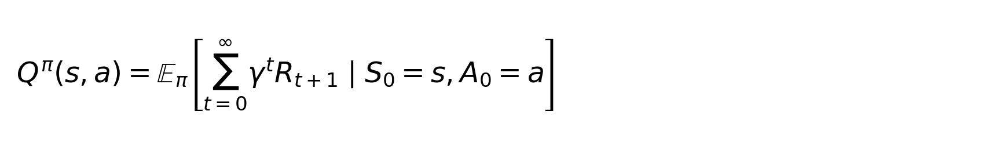 Q^π(s, a) = 𝔼_π [ ∑_{t=0}^{∞} γ^t R_{t+1} | S_0 = s, A_0 = a ]